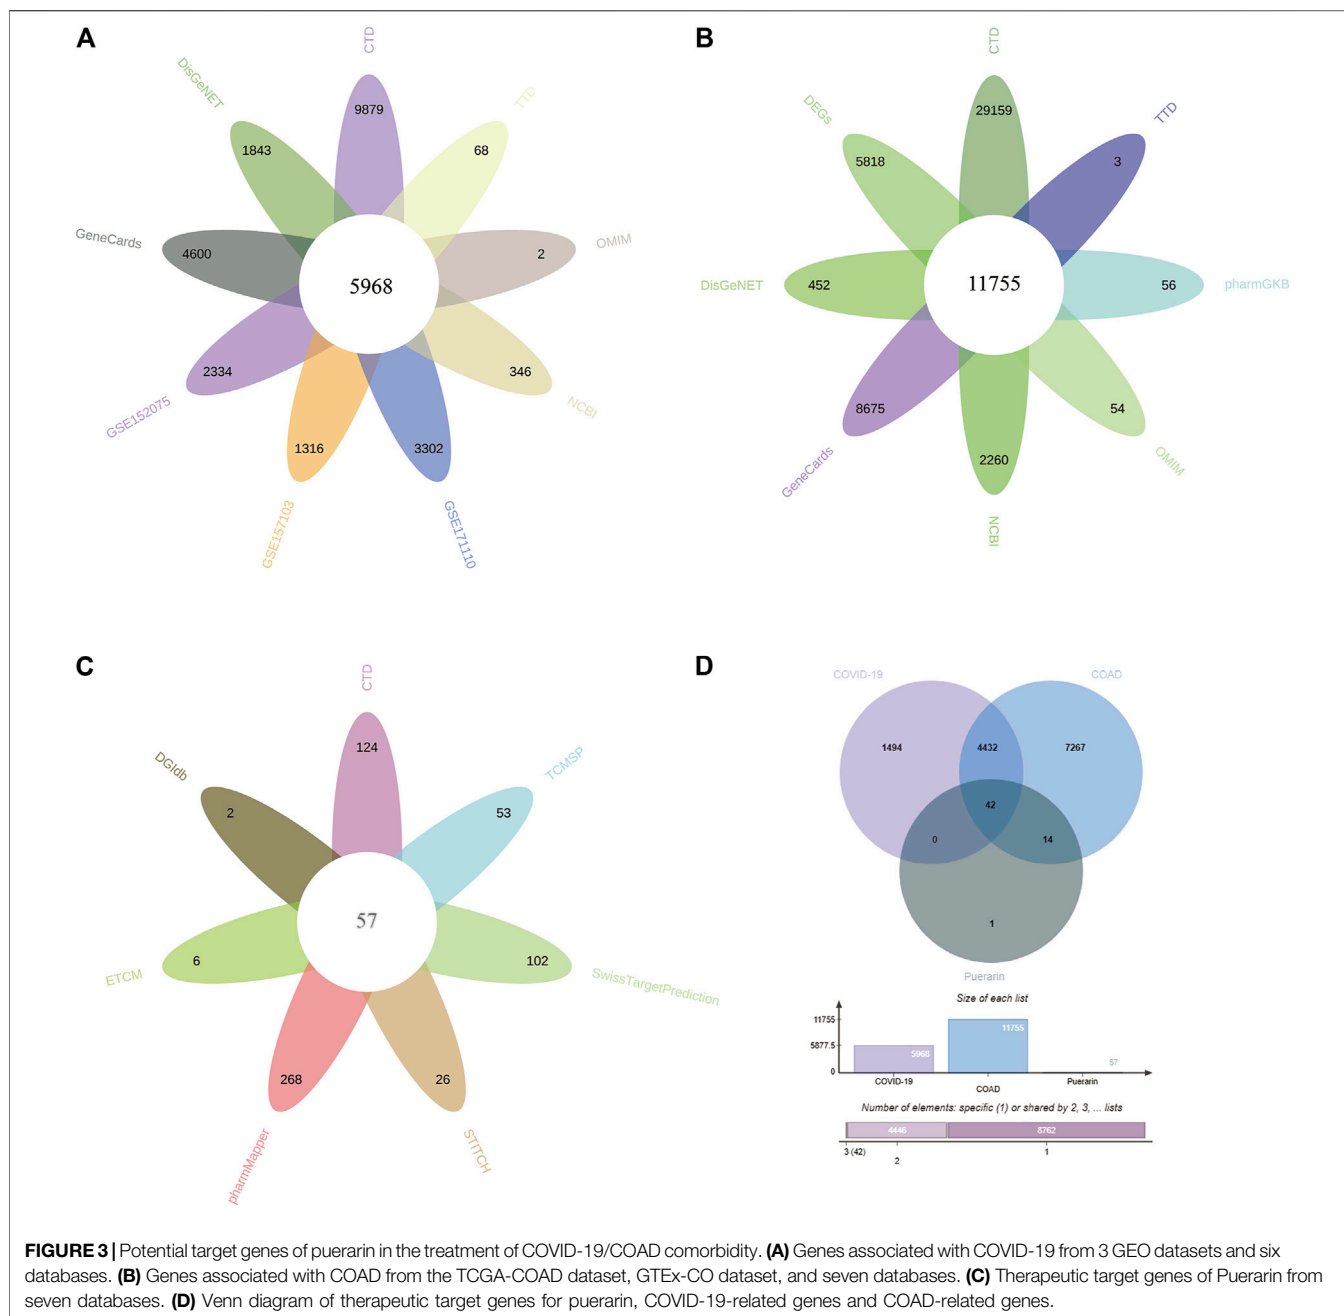 A
CTD
9879
TTD
68
OMIM
2
NCBI
346
GSE171110
3302
GSE157103
1316
GSE152075
2334
GeneCards
4600
DisGeNET
1843
5968
B
CTD
29159
TTD
3
pharmGKB
56
OMIM
54
NCBI
2260
GeneCards
8675
DisGeNET
452
DEGs
5818
11755
C
CTD
124
TCMSP
53
SwissTargetPrediction
102
STITCH
26
pharmMapper
268
ETCM
6
DGIdb
2
57
D
COVID-19
COAD
1494
4432
7267
42
0
14
1
Puerarin
Size of each list
11755
5877.5
0
5968
11755
57
COVID-19
COAD
Puerarin
Number of elements: specific (1) or shared by 2, 3, ... lists
4446
8762
3 (42)
2
1
FIGURE 3 | Potential target genes of puerarin in the treatment of COVID-19/COAD comorbidity. (A) Genes associated with COVID-19 from 3 GEO datasets and six
databases. (B) Genes associated with COAD from the TCGA-COAD dataset, GTEx-CO dataset, and seven databases. (C) Therapeutic target genes of Puerarin from
seven databases. (D) Venn diagram of therapeutic target genes for puerarin, COVID-19-related genes and COAD-related genes.